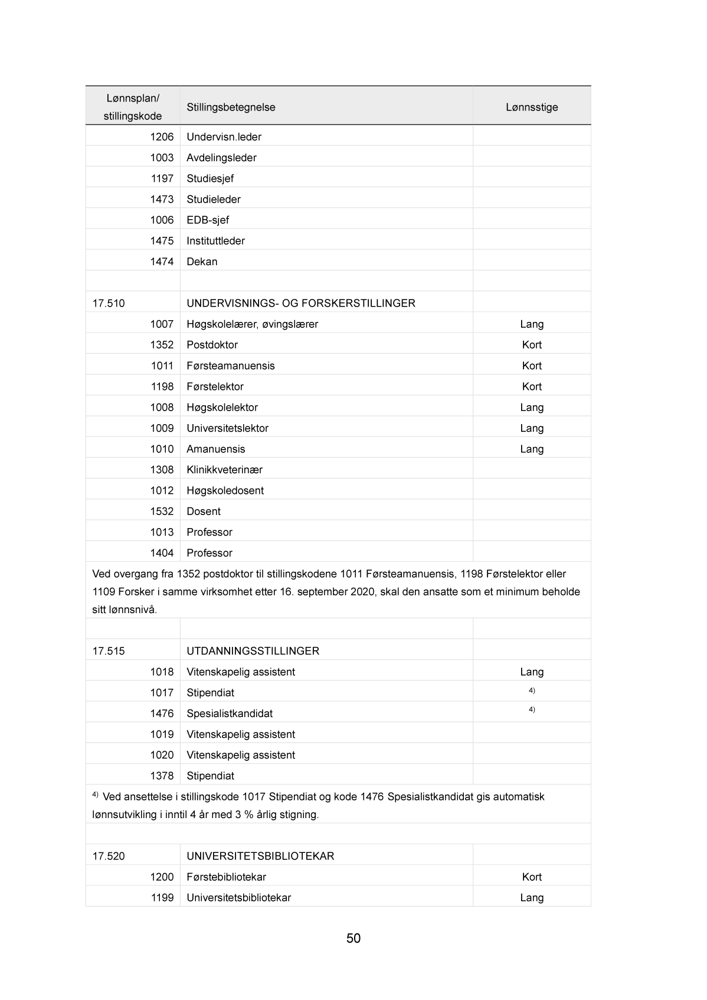 Lønnsplan/
stillingskode
Stillingsbetegnelse
Lønnsstige
1206 Undervisn.leder
1003 Avdelingsleder
1197 Studiesjef
1473 Studieleder
1006 EDB-sjef
1475 Instituttleder
1474 Dekan
17.510 UNDERVISNINGS- OG FORSKERSTILLINGER
1007 Høgskolelærer, øvingslærer Lang
1352 Postdoktor Kort
1011 Førsteamanuensis Kort
1198 Førstelektor Kort
1008 Høgskolelektor Lang
1009 Universitetslektor Lang
1010 Amanuensis Lang
1308 Klinikkveterinær
1012 Høgskoledosent
1532 Dosent
1013 Professor
1404 Professor
Ved overgang fra 1352 postdoktor til stillingskodene 1011 Førsteamanuensis, 1198 Førstelektor eller
1109 Forsker i samme virksomhet etter 16. september 2020, skal den ansatte som et minimum beholde
sitt lønnsnivå.
17.515 UTDANNINGSSTILLINGER
1018 Vitenskapelig assistent Lang
1017 Stipendiat 4)
1476 Spesialistkandidat 4)
1019 Vitenskapelig assistent
1020 Vitenskapelig assistent
1378 Stipendiat
4) Ved ansettelse i stillingskode 1017 Stipendiat og kode 1476 Spesialistkandidat gis automatisk
lønnsutvikling i inntil 4 år med 3 % årlig stigning.
17.520 UNIVERSITETSBIBLIOTEKAR
1200 Førstebibliotekar Kort
1199 Universitetsbibliotekar Lang
50